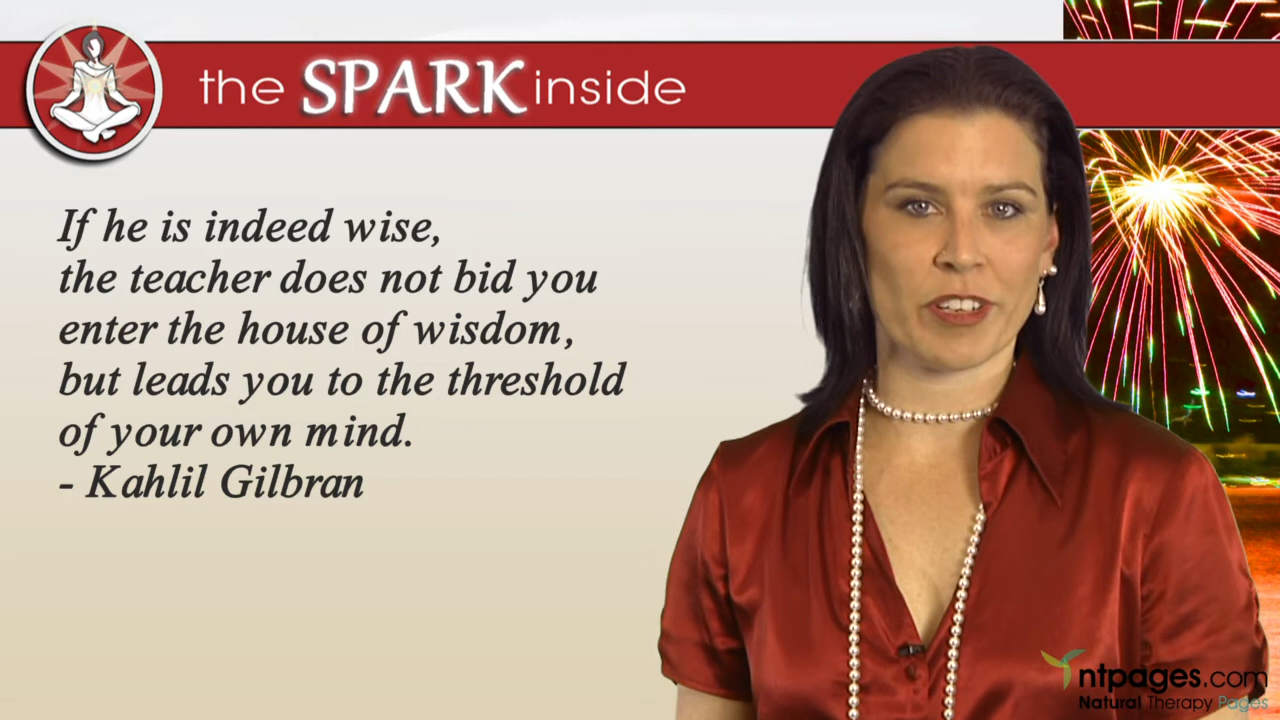 the SPARK inside
If he is indeed wise,
the teacher does not bid you
enter the house of wisdom,
but leads you to the threshold
of your own mind.
- Kahlil Gilbran
ntpages.com
Natural Therapy Pages